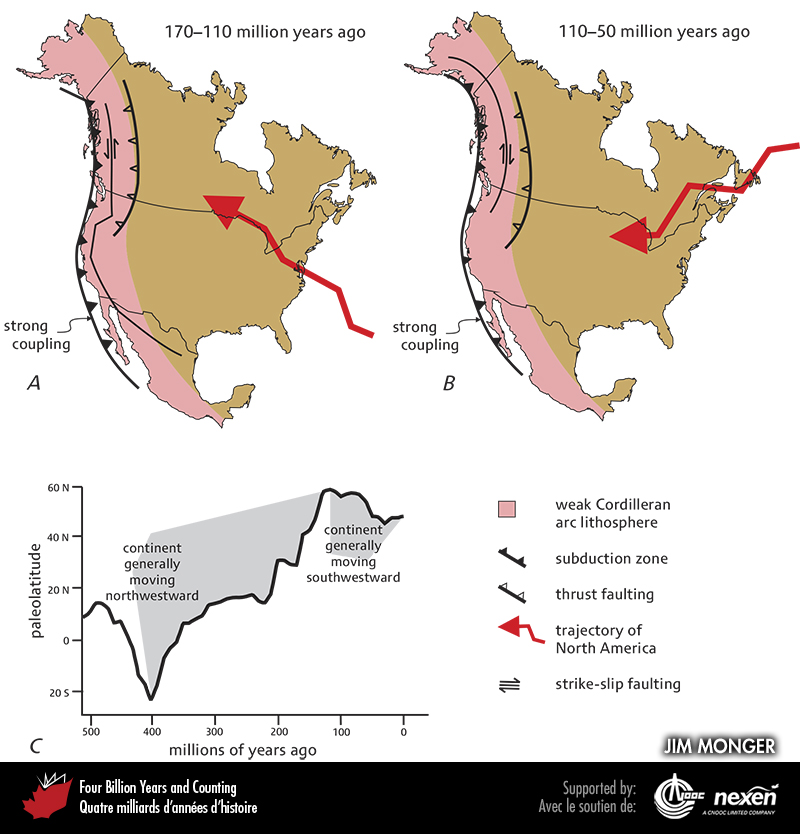 170–110 million years ago
110–50 million years ago
strong
coupling
A
strong
coupling
B
60 N
40 N
20 N
0
20 S
paleolatitude
continent
generally
moving
northwestward
continent
generally
moving
southwestward
500
400
300
200
100
0
millions of years ago
C
weak Cordilleran
arc lithosphere
subduction zone
thrust faulting
trajectory of
North America
strike-slip faulting
JIM MONGER
Four Billion Years and Counting
Quatre milliards d'années d'histoire
Supported by:
Avec le soutien de:
CNOOC
nexen
A CNOOC LIMITED COMPANY